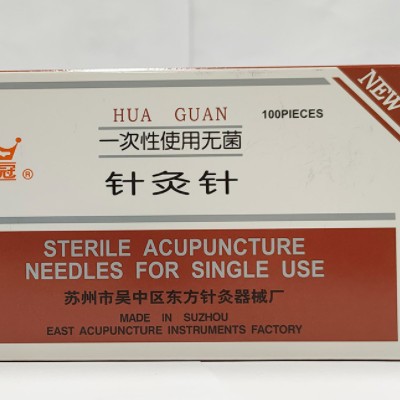 NEW
HUA GUAN
100PIECES
一次性使用无菌
冠®
针灸针
STERILE ACUPUNCTURE
NEEDLES FOR SINGLE USE
苏州市吴中区东方针灸器械厂
MADE IN SUZHOU
EAST ACUPUNCTURE INSTRUMENTS FACTORY